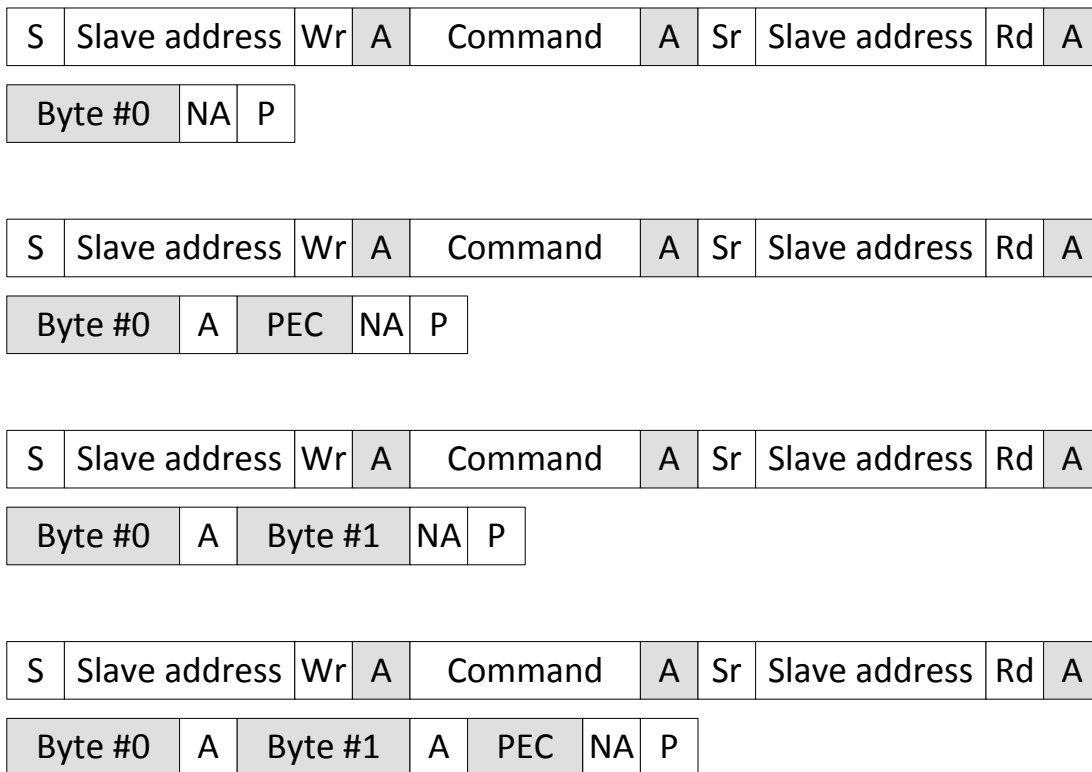 S Slave address Wr A Command A Sr Slave address Rd A
Byte #0 NA P
S Slave address Wr A Command A Sr Slave address Rd A
Byte #0 A PEC NA P
S Slave address Wr A Command A Sr Slave address Rd A
Byte #0 A Byte #1 NA P
S Slave address Wr A Command A Sr Slave address Rd A
Byte #0 A Byte #1 A PEC NA P